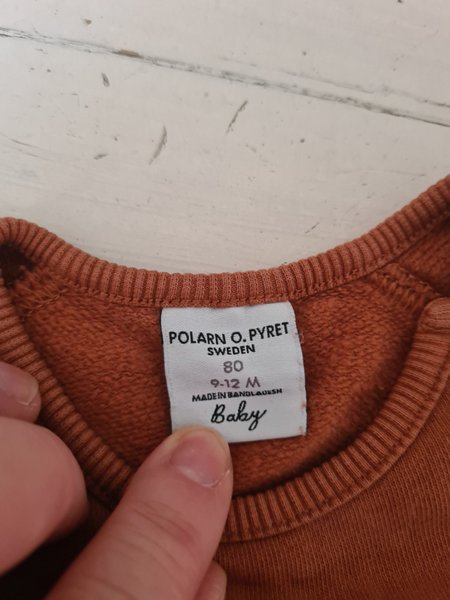 POLARN O. PYRET
SWEDEN
80
9-12 M
MADE IN BANGLADESH
Baby